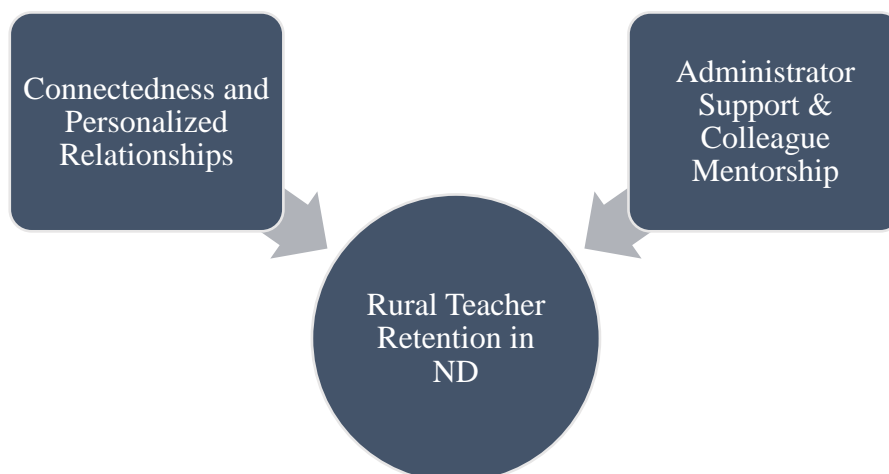 Connectedness and
Personalized
Relationships
Administrator
Support &
Colleague
Mentorship
Rural Teacher
Retention in
ND